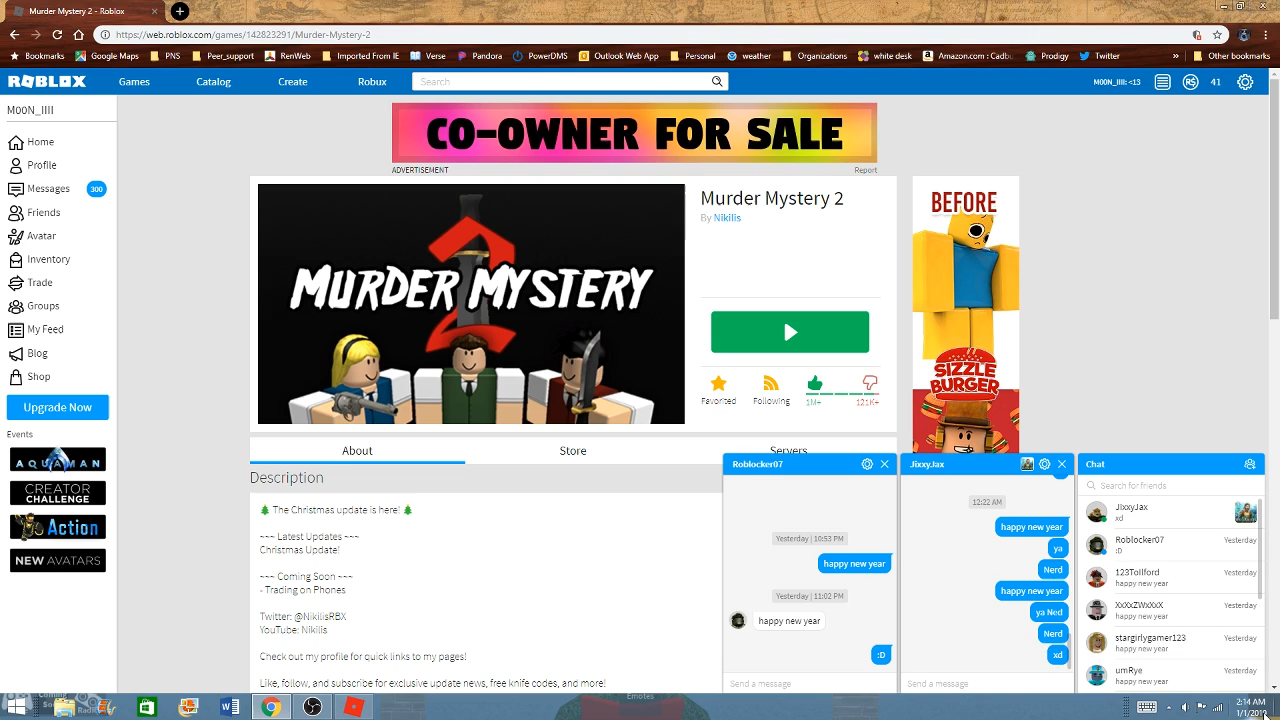 Murder Mystery 2 - Roblox
https://web.roblox.com/games/142823291/Murder-Mystery-2
Bookmarks Google Maps PNS Peer_support RenWeb Imported From IE Verse Pandora PowerDMS Outlook Web App Personal weather Organizations white desk Amazon.com : Cadbu Prodigy Twitter » Other bookmarks
ROBLOX Games Catalog Create Robux Search M00N_IIII: <13 R$ 41
M00N_IIII
Home
Profile
Messages 300
Friends
Avatar
Inventory
Trade
Groups
My Feed
Blog
Shop
Upgrade Now
Events
AQUAMAN
CREATOR
CHALLENGE
Action
NEW AVATARS
CO-OWNER FOR SALE
ADVERTISEMENT Report
MURDER MYSTERY
2
Murder Mystery 2
By Nikilis
Favorited Following 1M+ 121K+
BEFORE
SIZZLE
BURGER
About Store Servers
Description
🎄 The Christmas update is here! 🎄
~~~ Latest Updates ~~~
Christmas Update!
~~~ Coming Soon ~~~
- Trading on Phones
Twitter: @NikilisRBX
YouTube: Nikilis
Check out my profile for quick links to my pages!
Like, follow, and subscribe for exclusive update news, free knife codes, and more!
Roblocker07
Yesterday | 10:53 PM
happy new year
Yesterday | 11:02 PM
happy new year
:D
Send a message
JixxyJax
12:22 AM
happy new year
ya
Nerd
happy new year
ya Ned
Nerd
xd
Send a message
Chat
Search for friends
JixxyJax
xd
Roblocker07 Yesterday
:D
123Tollford Yesterday
happy new year
XxXxZWxXxX Yesterday
happy new year
stargirlygamer123 Yesterday
happy new year
umRye Yesterday
happy new year
Emotes
2:14 AM
1/1/2019